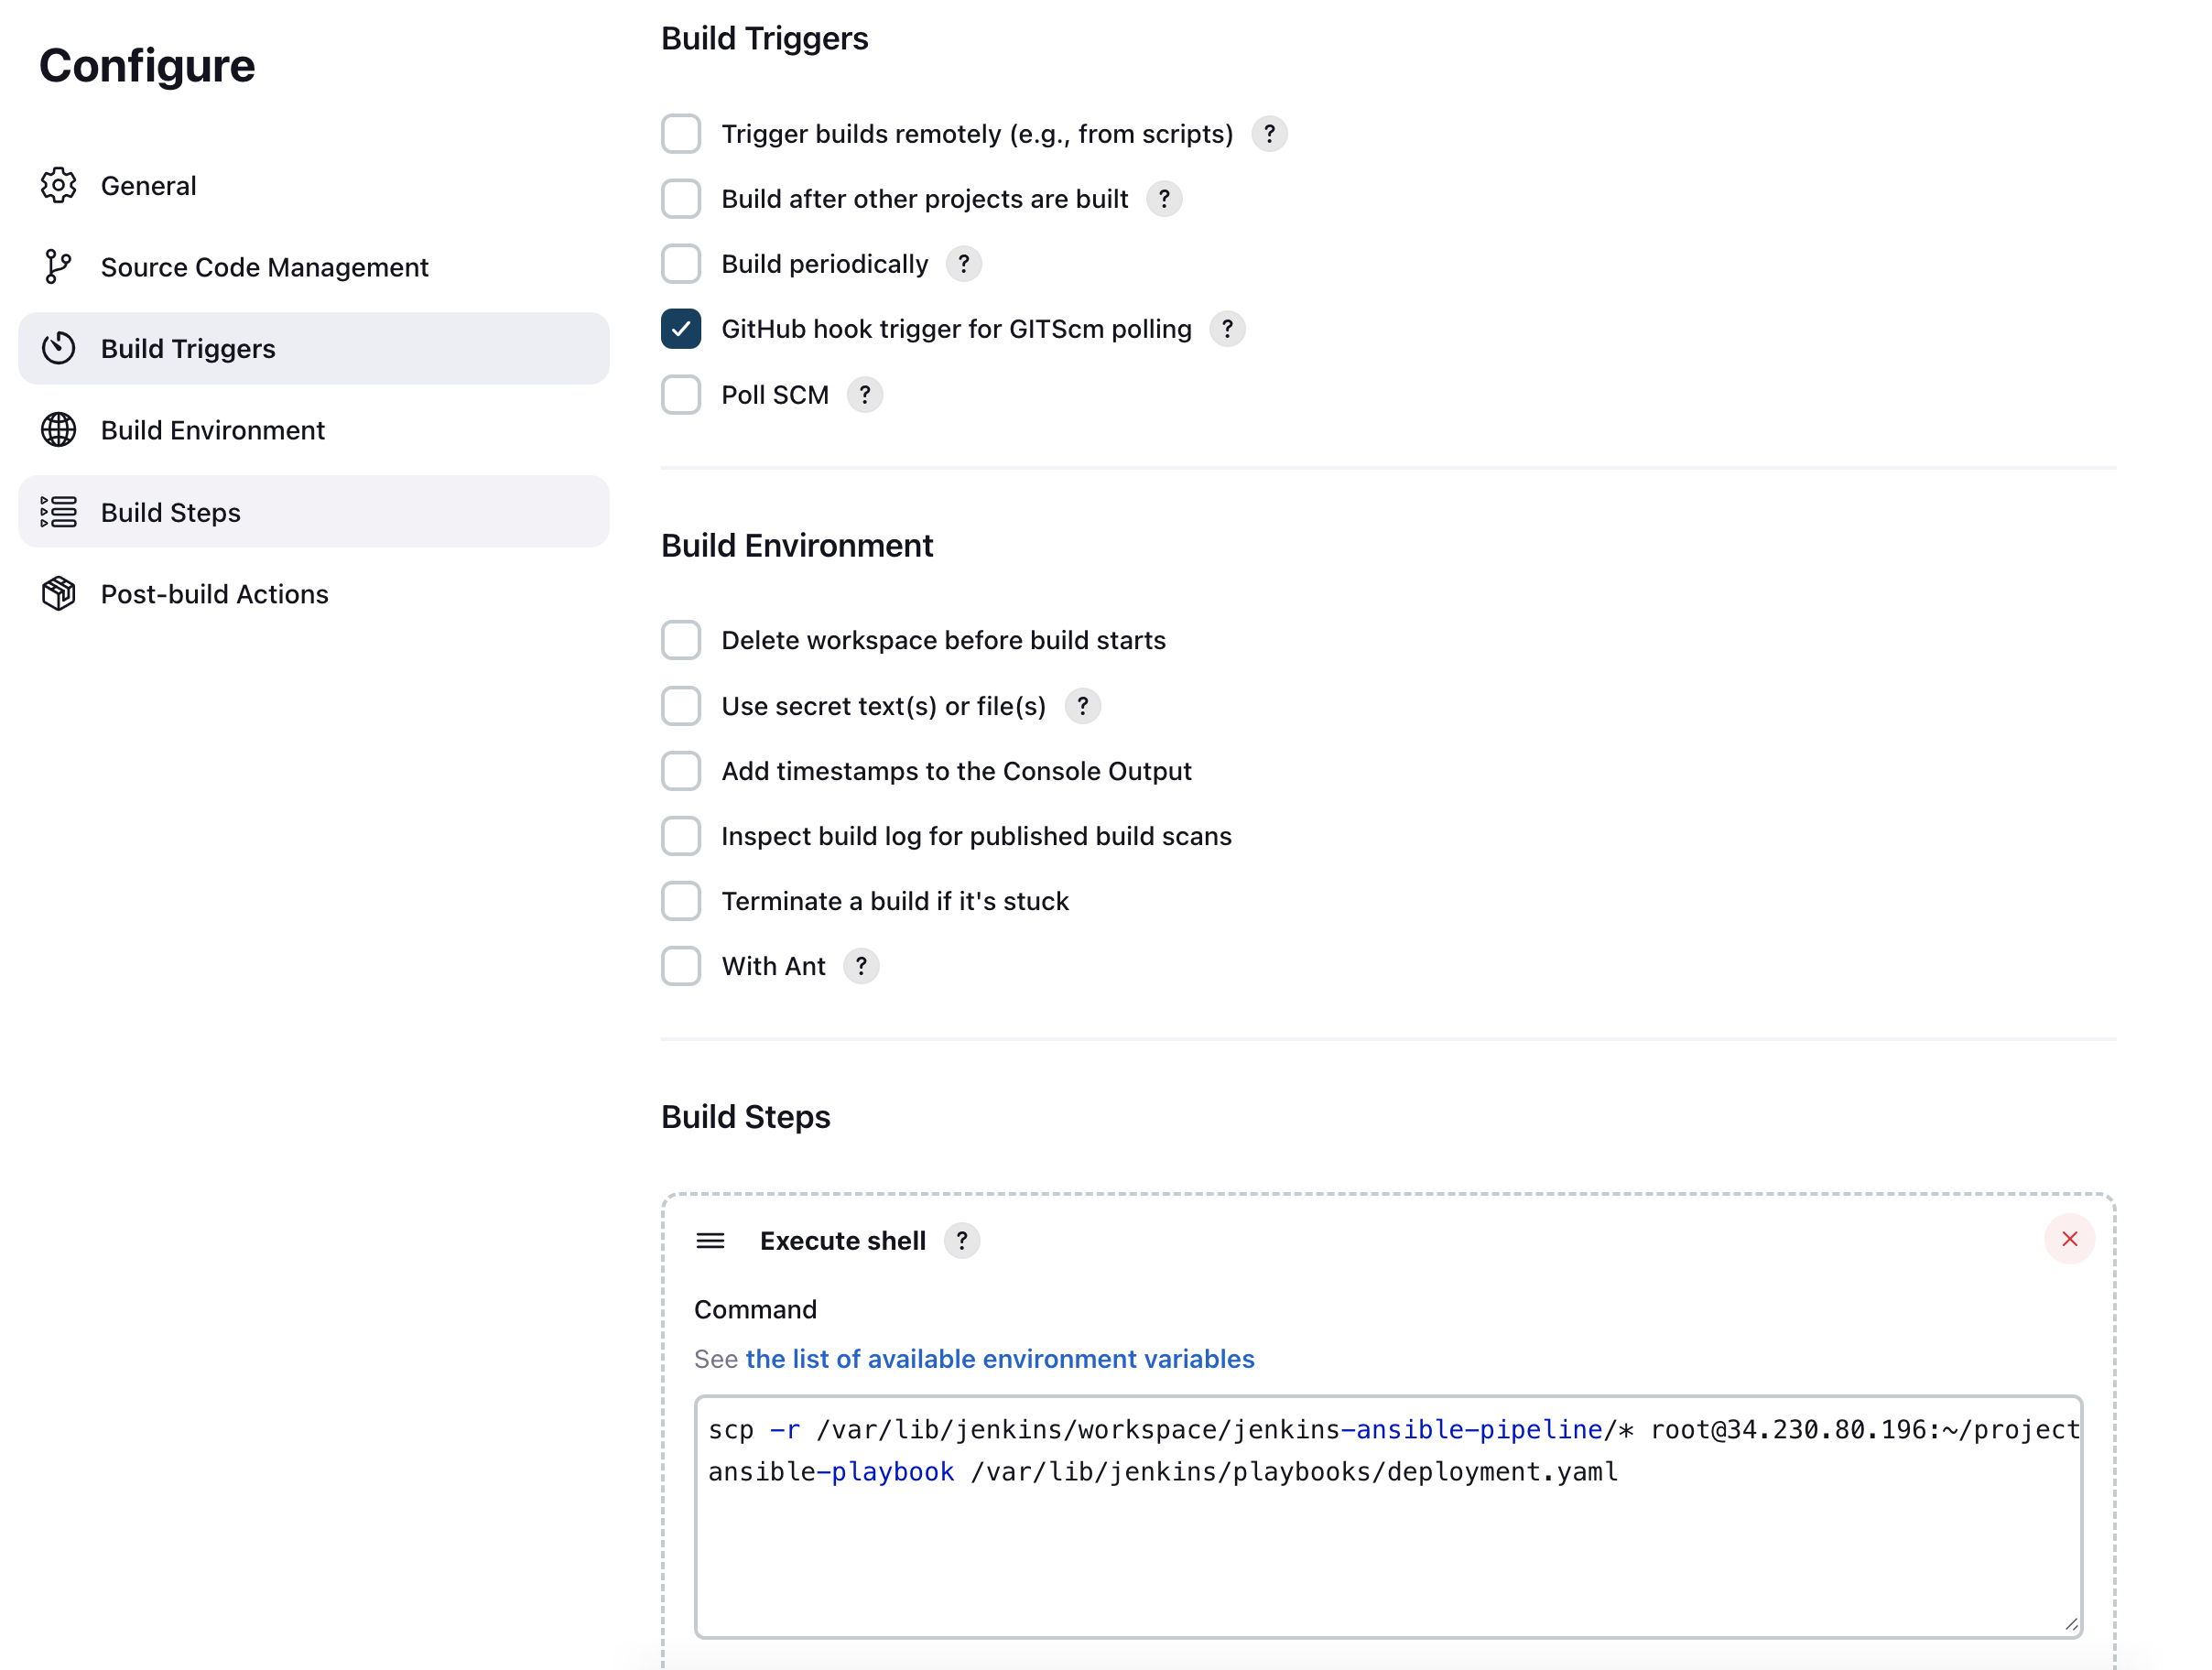 Configure
General
Source Code Management
Build Triggers
Build Environment
Build Steps
Post-build Actions
Build Triggers
Trigger builds remotely (e.g., from scripts) ?
Build after other projects are built ?
Build periodically ?
GitHub hook trigger for GITScm polling ?
Poll SCM ?
Build Environment
Delete workspace before build starts
Use secret text(s) or file(s) ?
Add timestamps to the Console Output
Inspect build log for published build scans
Terminate a build if it's stuck
With Ant ?
Build Steps
Execute shell ?
Command
See the list of available environment variables
scp -r /var/lib/jenkins/workspace/jenkins-ansible-pipeline/* root@34.230.80.196:~/project
ansible-playbook /var/lib/jenkins/playbooks/deployment.yaml